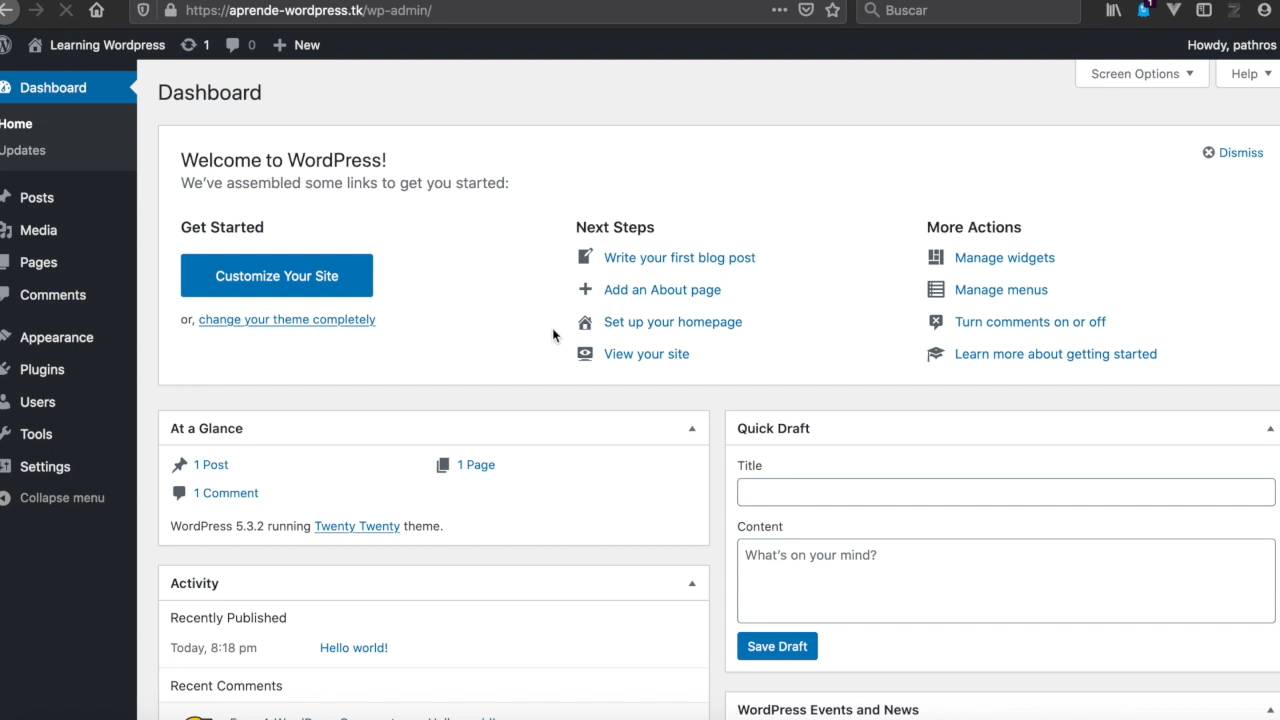 https://aprende-wordpress.tk/wp-admin/
Buscar
Learning Wordpress
1
0
New
Howdy, pathros
Screen Options
Help
Dashboard
Home
Updates
Posts
Media
Pages
Comments
Appearance
Plugins
Users
Tools
Settings
Collapse menu
Dashboard
Welcome to WordPress!
We've assembled some links to get you started:
Dismiss
Get Started
Customize Your Site
or, change your theme completely
Next Steps
Write your first blog post
Add an About page
Set up your homepage
View your site
More Actions
Manage widgets
Manage menus
Turn comments on or off
Learn more about getting started
At a Glance
1 Post
1 Page
1 Comment
WordPress 5.3.2 running Twenty Twenty theme.
Activity
Recently Published
Today, 8:18 pm
Hello world!
Recent Comments
Quick Draft
Title
Content
What's on your mind?
Save Draft
WordPress Events and News